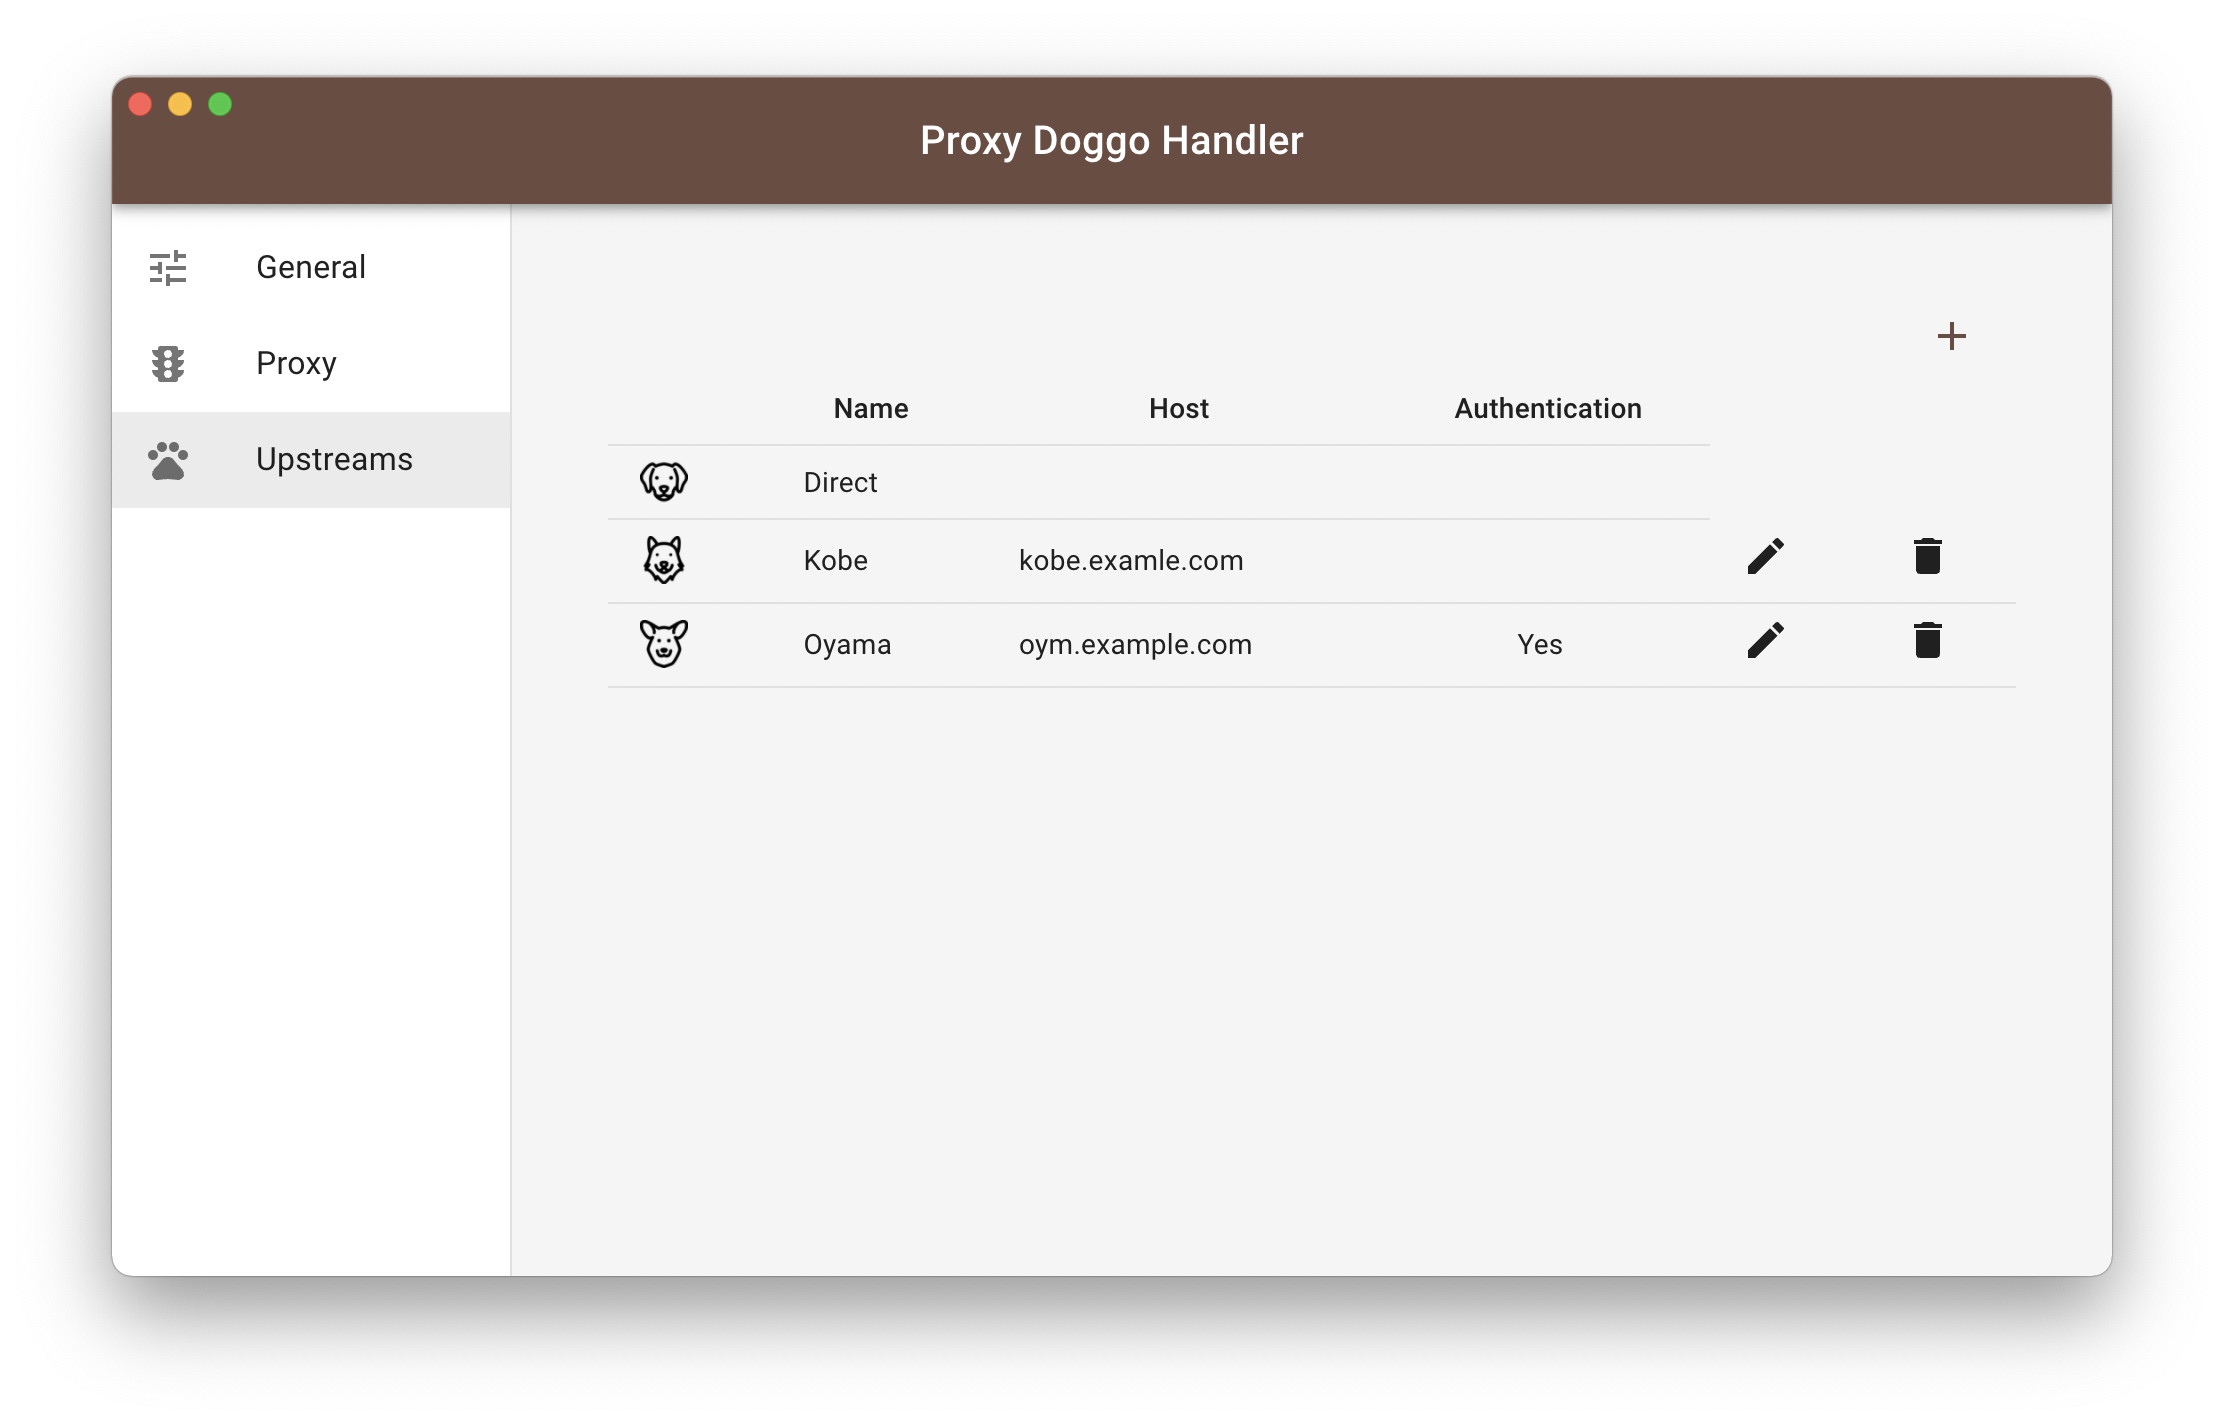 Proxy Doggo Handler
General
Proxy
Upstreams
Name Host Authentication
Direct
Kobe kobe.examle.com
Oyama oym.example.com Yes